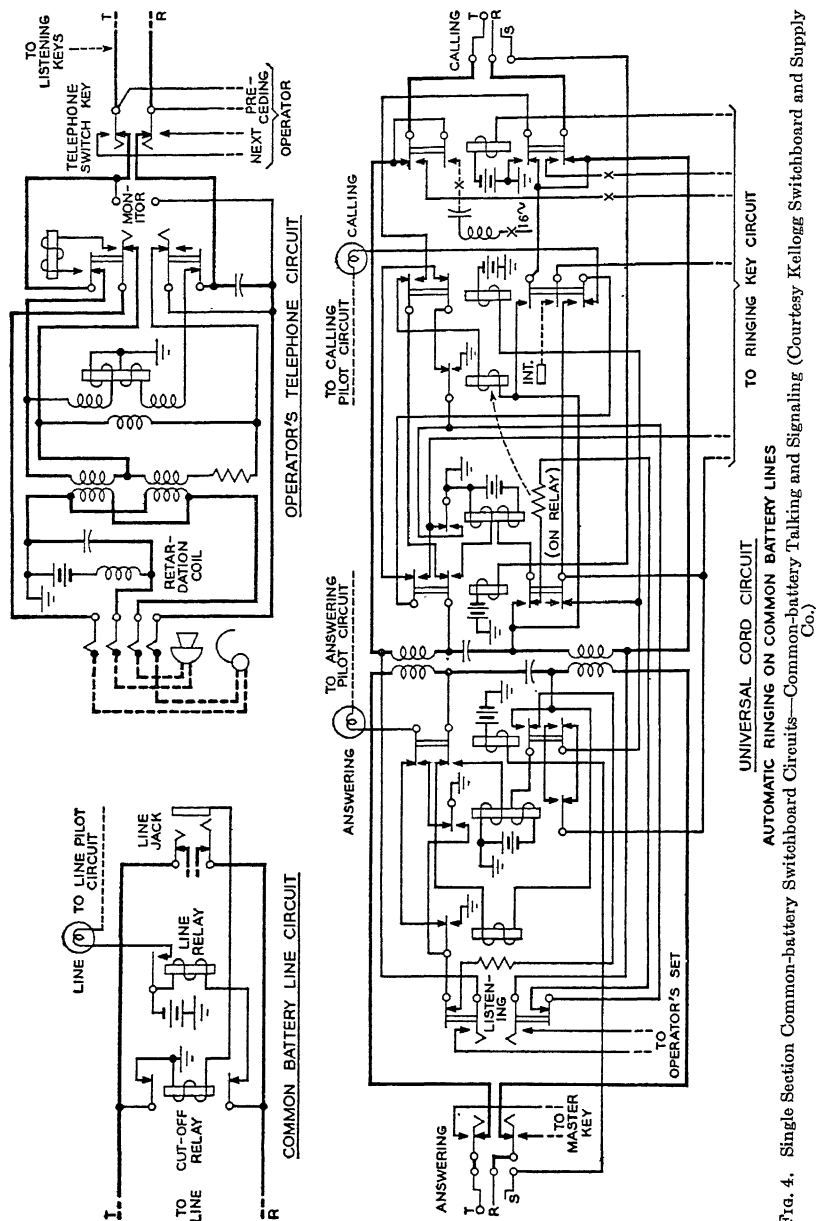 T
R
TO
LISTENING
KEYS
TELEPHONE
SWITCH KEY
PRE-
CEDING
NEXT
OPERATOR
MON-
ITOR
RETAR-
DATION
COIL
OPERATOR'S TELEPHONE CIRCUIT
T
TO
LINE
R
CUT-OFF
RELAY
LINE
TO LINE PILOT
CIRCUIT
LINE
RELAY
LINE
JACK
COMMON BATTERY LINE CIRCUIT
ANSWERING
T
R
S
TO
MASTER
KEY
LISTEN-
ING
TO
OPERATOR'S SET
ANSWERING
TO ANSWERING
PILOT CIRCUIT
(ON RELAY)
INT.
TO CALLING
PILOT CIRCUIT
CALLING
16~
CALLING
T
R
S
TO RINGING KEY CIRCUIT
UNIVERSAL CORD CIRCUIT
AUTOMATIC RINGING ON COMMON BATTERY LINES
FIG. 4. Single Section Common-battery Switchboard Circuits—Common-battery Talking and Signaling (Courtesy Kellogg Switchboard and Supply
Co.)